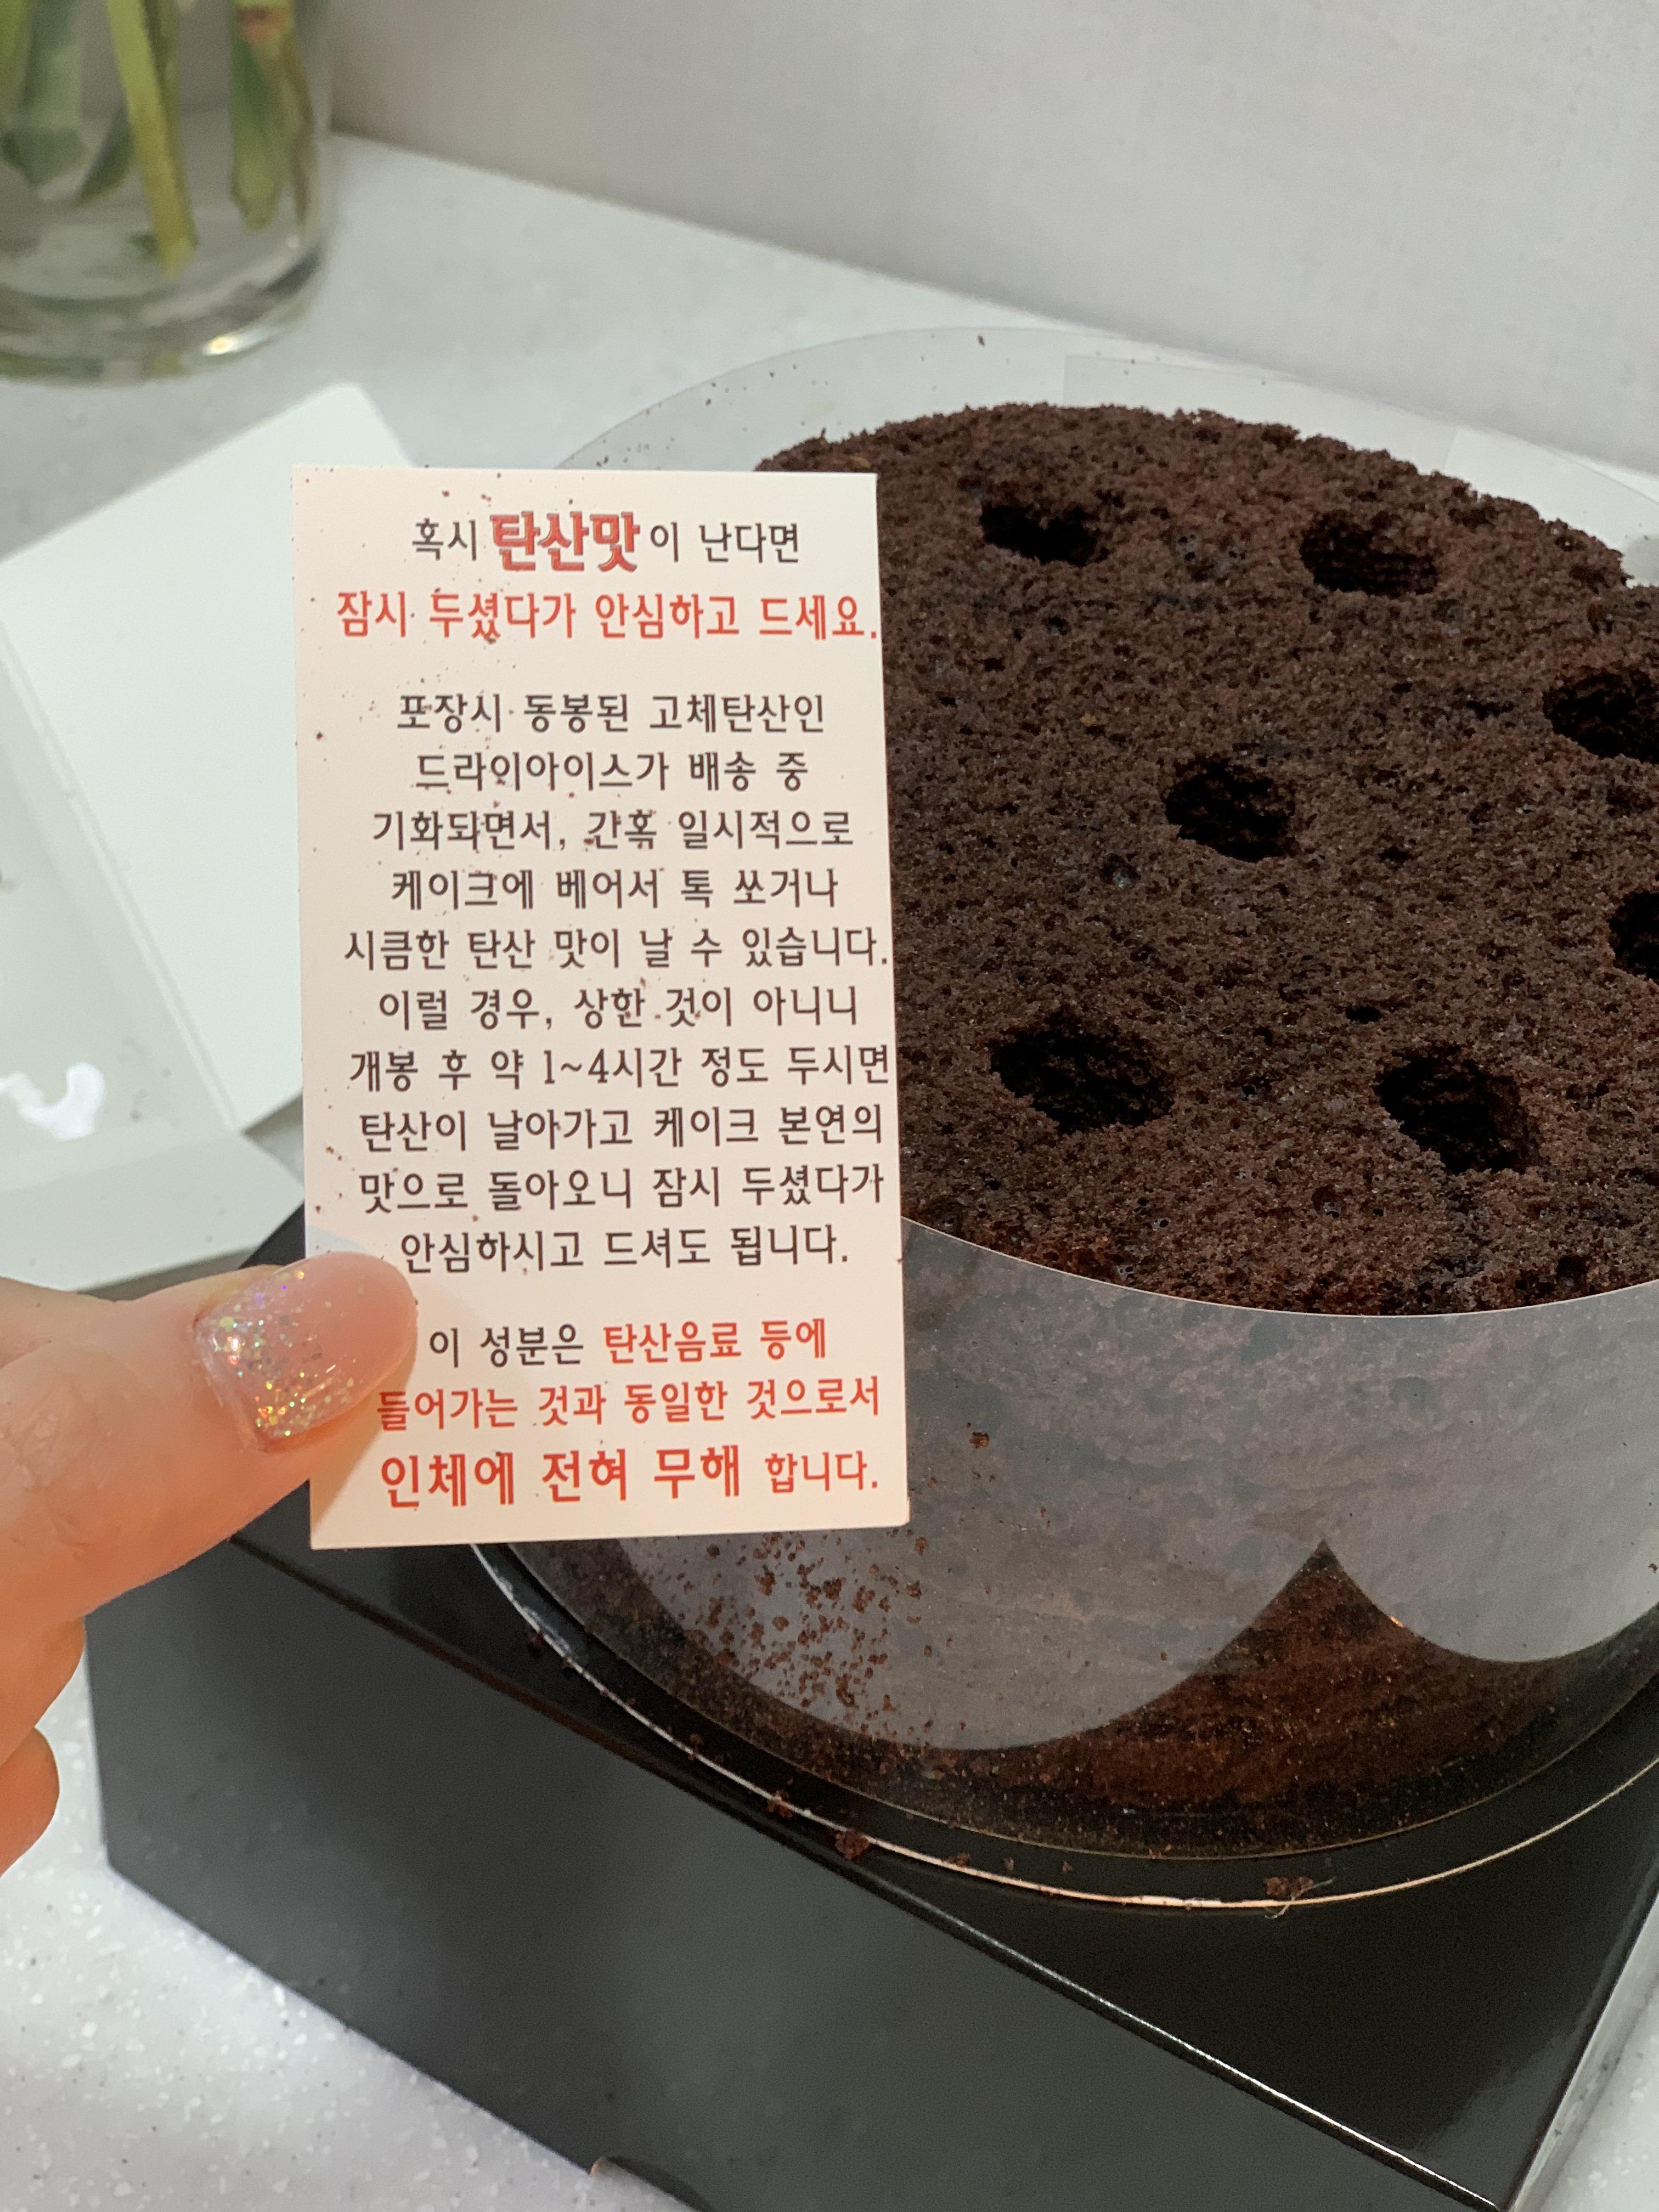 혹시 탄산맛이 난다면
잠시 두셨다가 안심하고 드세요.
포장시 동봉된 고체탄산인
드라이아이스가 배송 중
기화되면서, 간혹 일시적으로
케이크에 베어서 톡 쏘거나
시큼한 탄산 맛이 날 수 있습니다.
이럴 경우, 상한 것이 아니니
개봉 후 약 1~4시간 정도 두시면
탄산이 날아가고 케이크 본연의
맛으로 돌아오니 잠시 두셨다가
안심하시고 드셔도 됩니다.
이 성분은 탄산음료 등에
들어가는 것과 동일한 것으로서
인체에 전혀 무해 합니다.